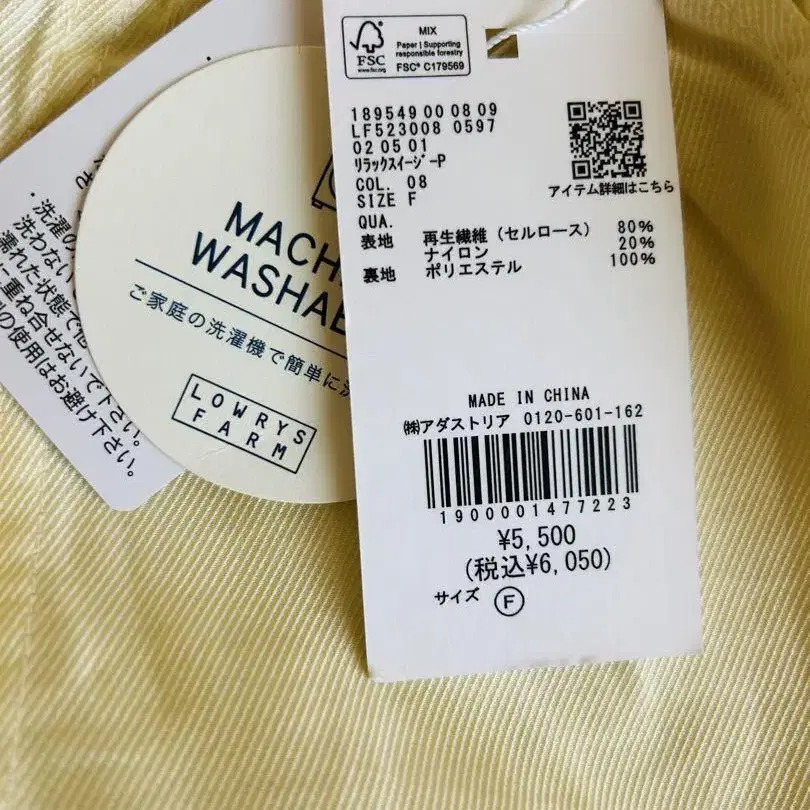 FSC
www.fsc.org
MIX
Paper | Supporting
responsible forestry
FSC® C179569
189549 00 08 09
LF523008 0597
02 05 01
リラックスイージーP
COL. 08
SIZE F
QUA.
表地 再生繊維（セルロース） 80%
ナイロン 20%
裏地 ポリエステル 100%
アイテム詳細はこちら
MADE IN CHINA
㈱アダストリア 0120-601-162
1900001477223
¥5,500
(税込¥6,050)
サイズ F
MACH
WASHAB
ご家庭の洗濯機で簡単に
LOWRYS
FARM
・洗濯の
洗わない
濡れた状態で他
に重ね合せないで下さい。
の使用はお避け下さい。